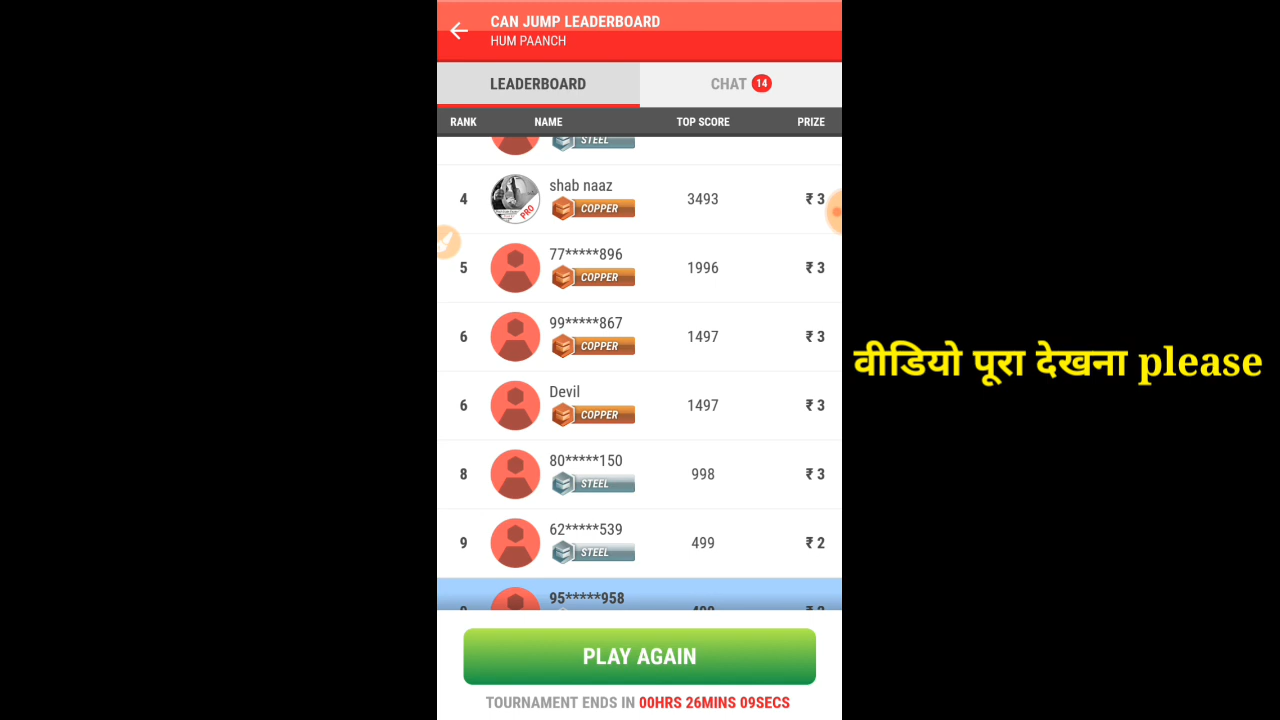 CAN JUMP LEADERBOARD
HUM PAANCH
LEADERBOARD CHAT 14
RANK NAME TOP SCORE PRIZE
STEEL
4 shab naaz 3493 ₹ 3
PRO COPPER
5 77*****896 1996 ₹ 3
COPPER
6 99*****867 1497 ₹ 3
COPPER
6 Devil 1497 ₹ 3
COPPER
8 80*****150 998 ₹ 3
STEEL
9 62*****539 499 ₹ 2
STEEL
95*****958
PLAY AGAIN
TOURNAMENT ENDS IN 00HRS 26MINS 09SECS
वीडियो पूरा देखना please